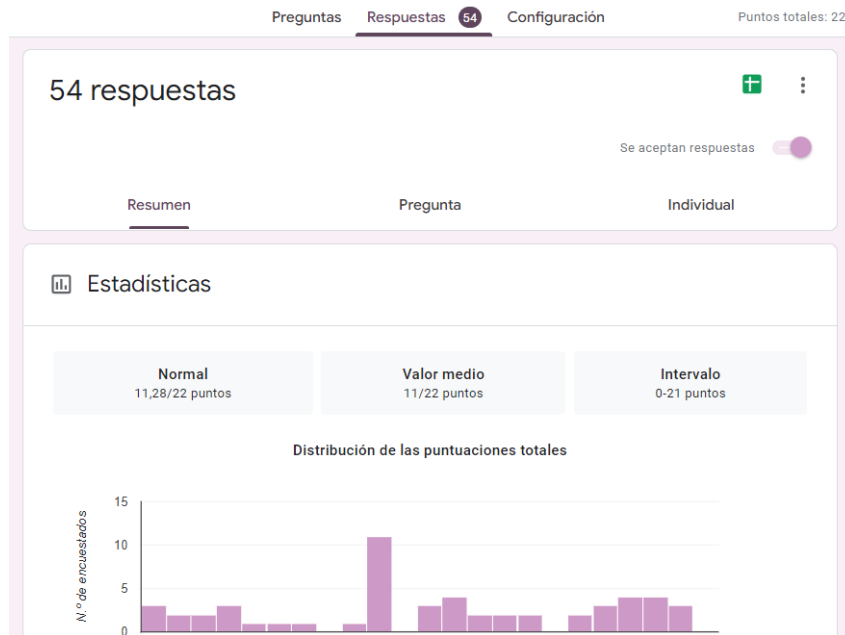 Preguntas Respuestas 54 Configuración Puntos totales: 22
54 respuestas
Se aceptan respuestas
Resumen Pregunta Individual
Estadísticas
Normal Valor medio Intervalo
11,28/22 puntos 11/22 puntos 0-21 puntos
Distribución de las puntuaciones totales
N.º de encuestados
15
10
5
0